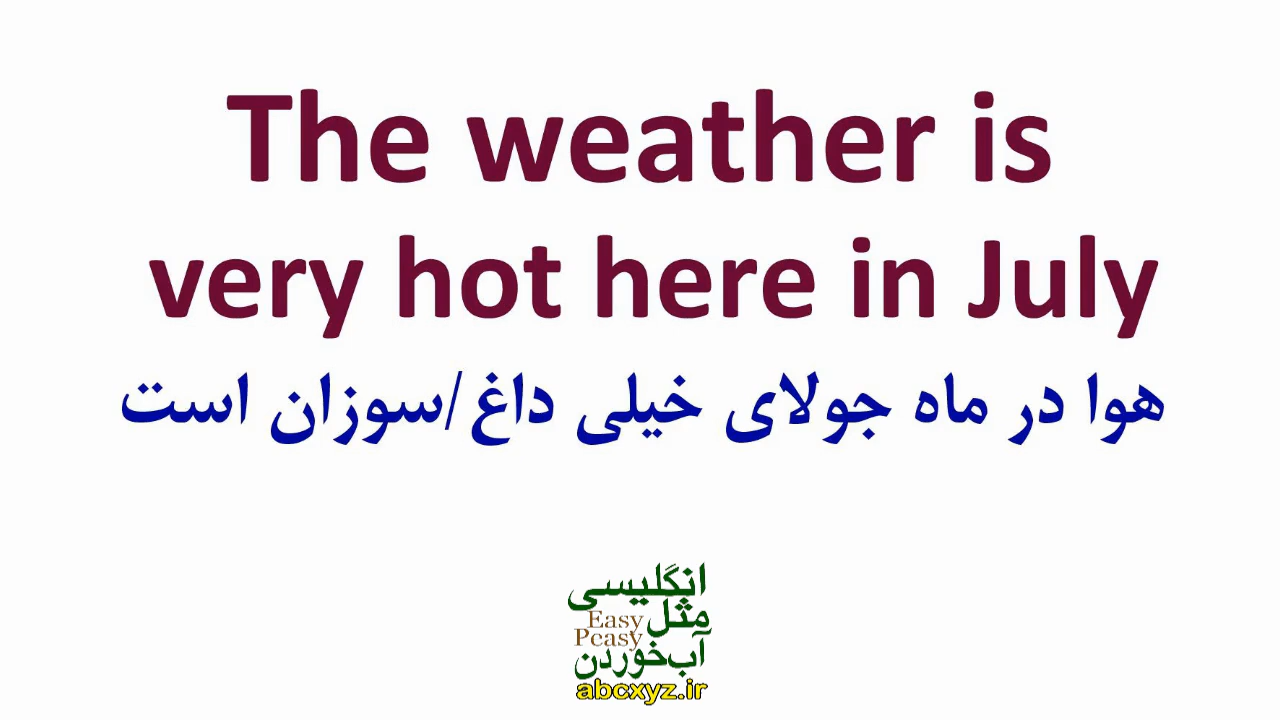 The weather is
very hot here in July
هوا در ماه جولای خیلی داغ/سوزان است
انگلیسی
مثل
Easy
Peasy
آب‌خوردن
abcxyz.ir